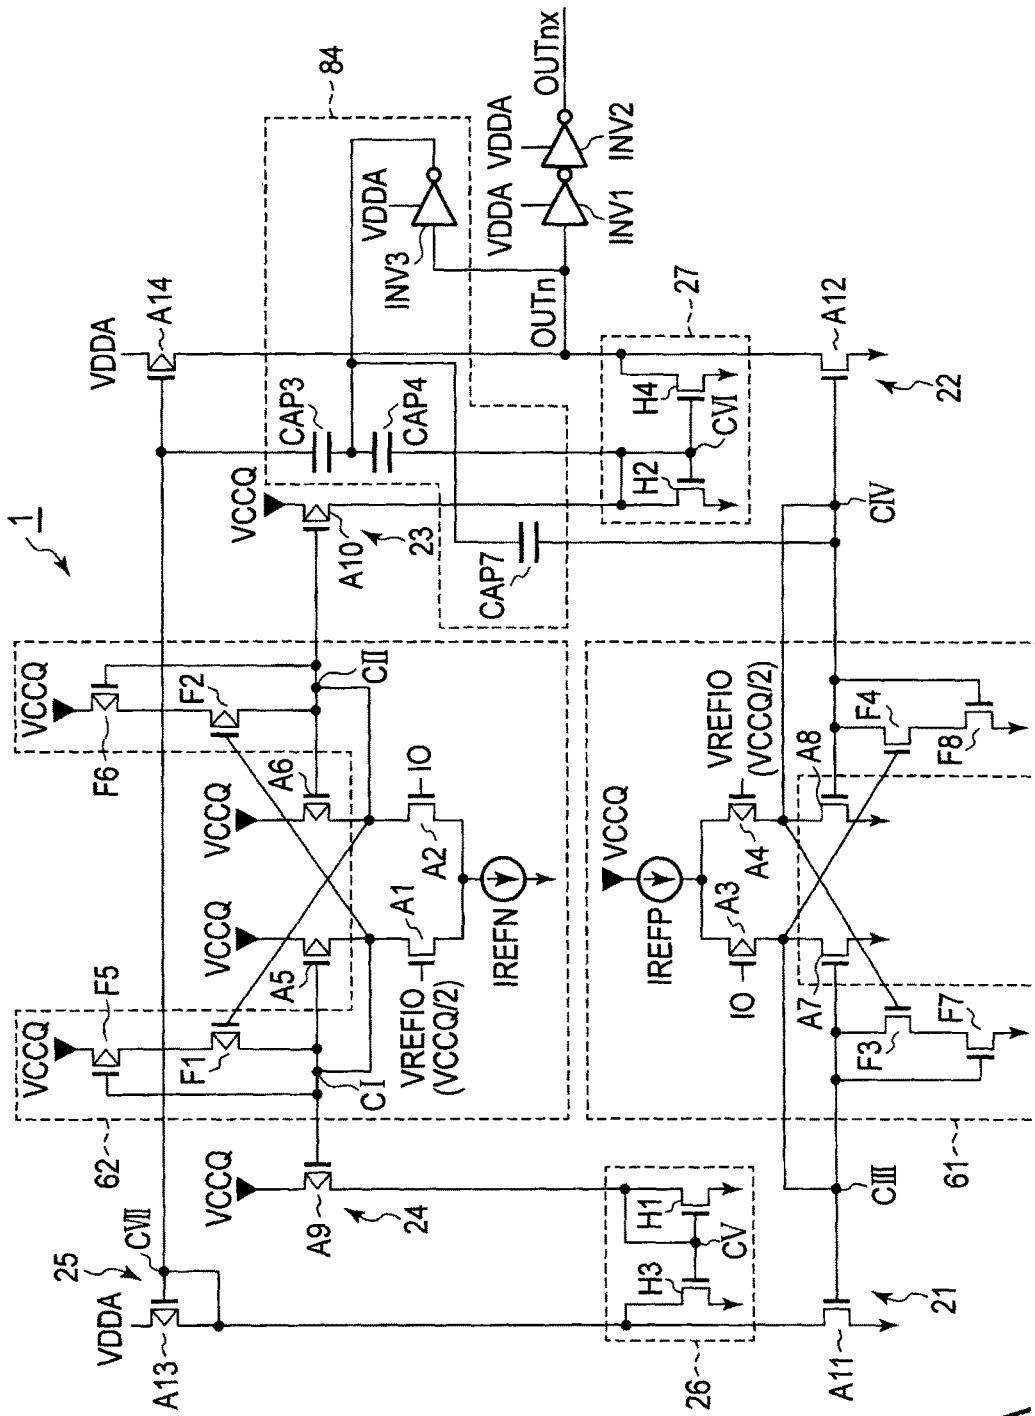 1
VDDA
25
CVII
A13
VCCQ
62
F5
F1
CI
A9
24
VCCQ
A5
VCCQ
A6
VCCQ
F6
F2
CII
VREFIO
(VCCQ/2)
A1
A2
IO
IREFN
VCCQ
A10
23
VDDA
A14
84
CAP3
CAP4
CAP7
VDDA
INV3
OUTn
VDDA
INV1
VDDA
INV2
OUTnx
26
H3
H1
CV
A11
21
CIII
61
IREFP
VCCQ
IO
A3
A4
VREFIO
(VCCQ/2)
A7
A8
F3
F7
F4
F8
CIV
27
H2
H4
CVI
A12
22